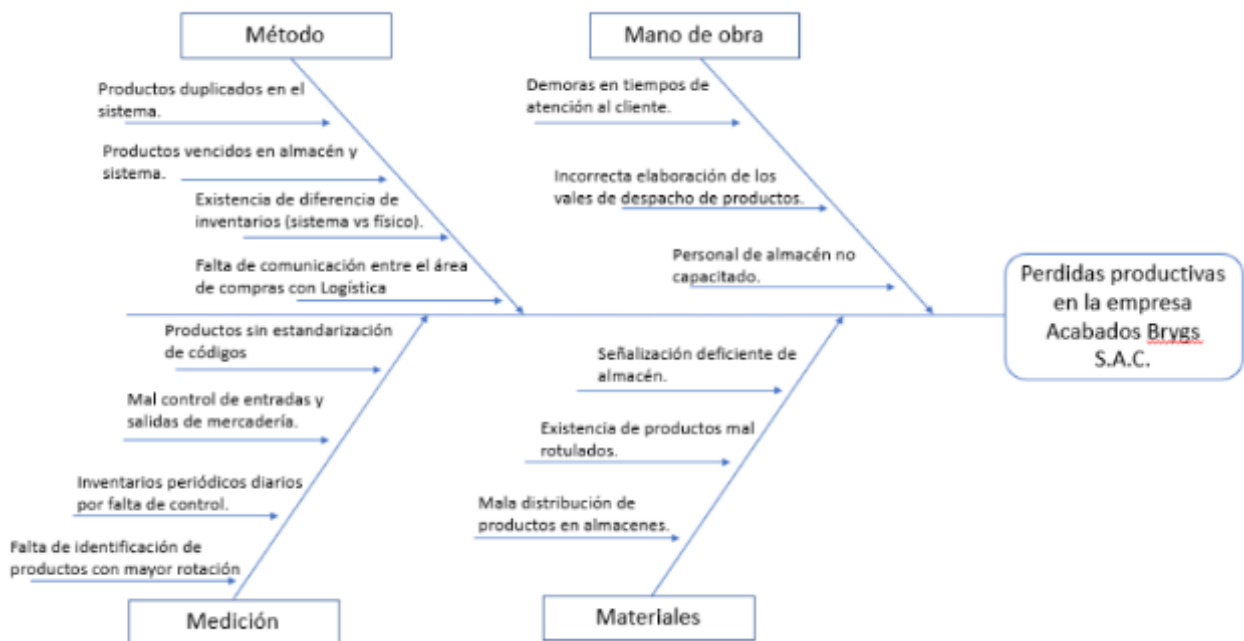 Método
Mano de obra
Productos duplicados en el
sistema.
Productos vencidos en almacén y
sistema.
Existencia de diferencia de
inventarios (sistema vs físico).
Falta de comunicación entre el área
de compras con Logística
Demoras en tiempos de
atención al cliente.
Incorrecta elaboración de los
vales de despacho de productos.
Personal de almacén no
capacitado.
Perdidas productivas
en la empresa
Acabados Brygs
S.A.C.
Productos sin estandarización
de códigos
Mal control de entradas y
salidas de mercadería.
Inventarios periódicos diarios
por falta de control.
Falta de identificación de
productos con mayor rotación
Señalización deficiente de
almacén.
Existencia de productos mal
rotulados.
Mala distribución de
productos en almacenes.
Medición
Materiales